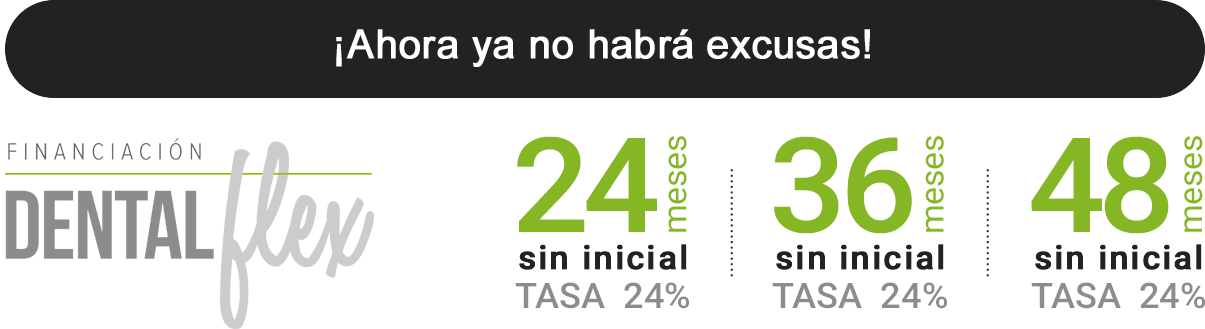 ¡Ahora ya no habrá excusas!
FINANCIACIÓN
DENTAL flex
24 meses
sin inicial
TASA 24%
36 meses
sin inicial
TASA 24%
48 meses
sin inicial
TASA 24%